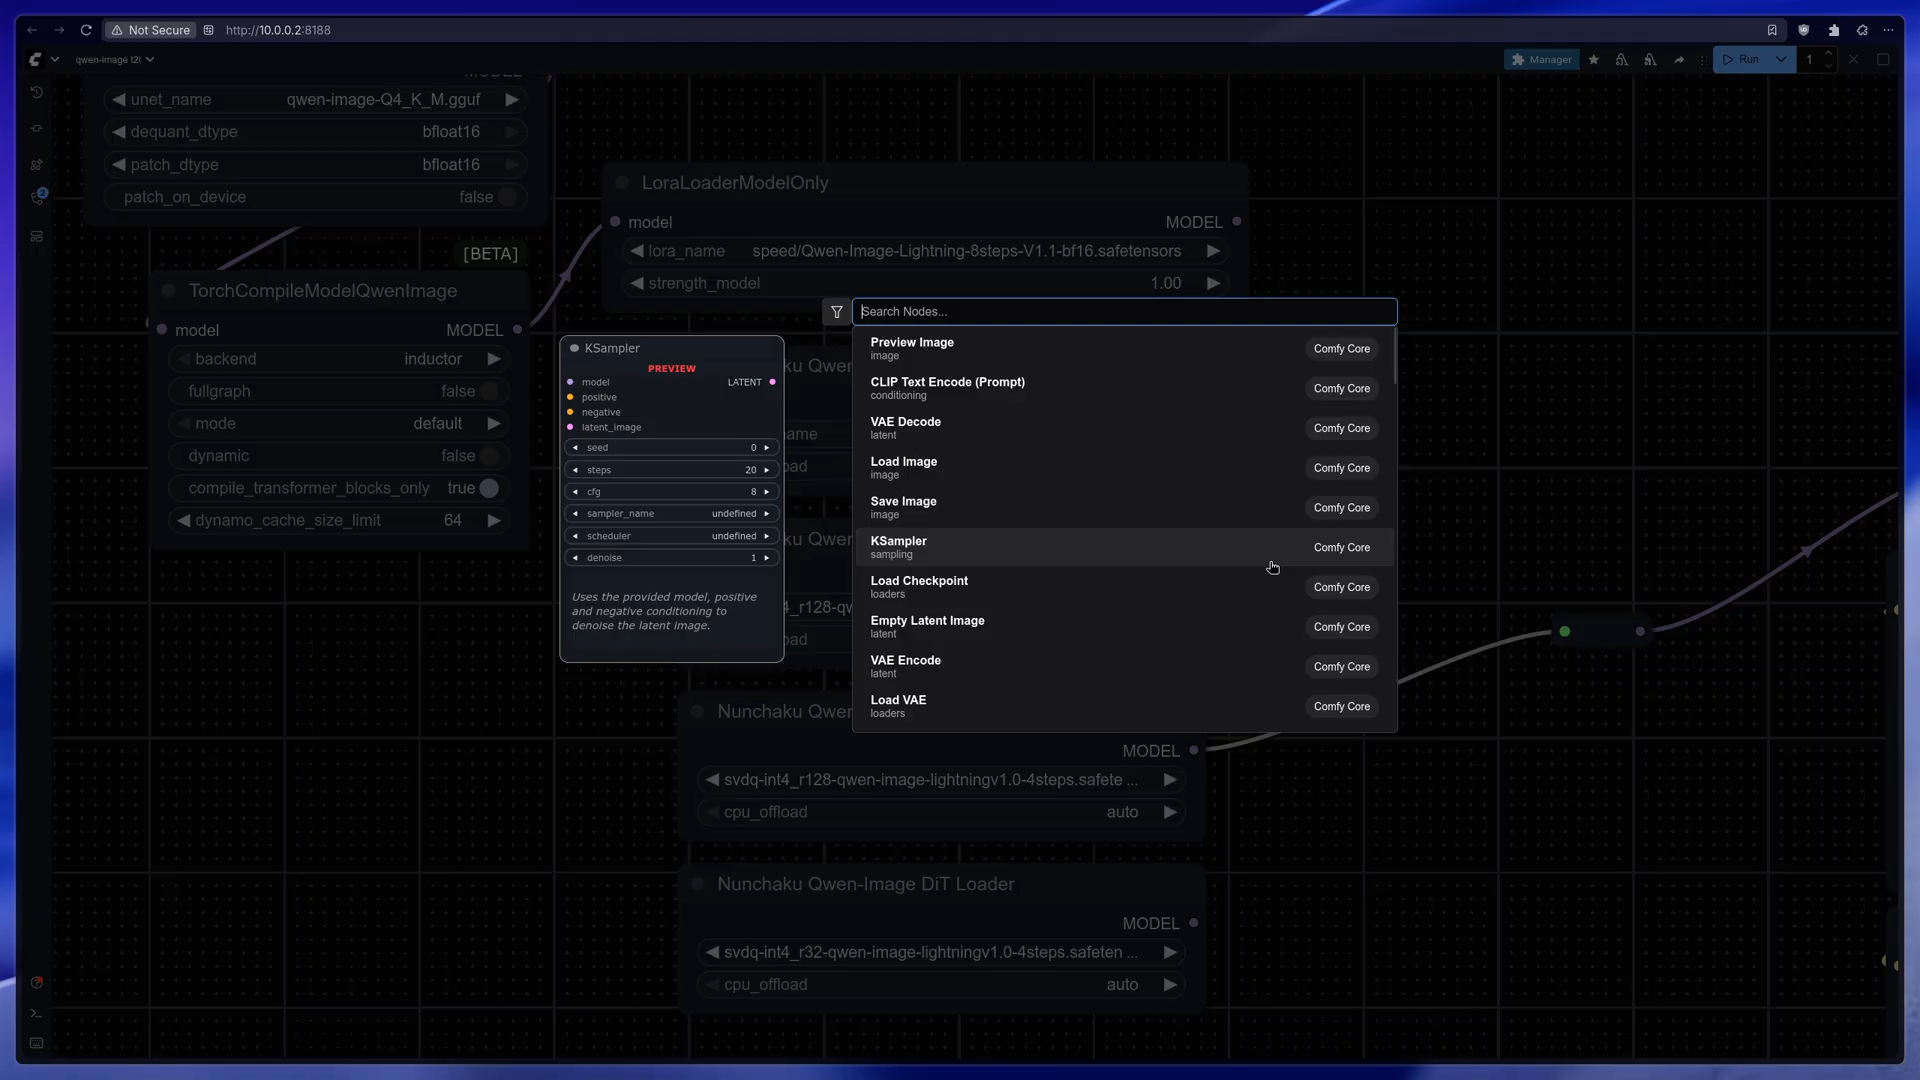 Not Secure
http://10.0.0.2:8188
qwen-image t2i
Manager
Run
1
MODEL
unet_name qwen-image-Q4_K_M.gguf
dequant_dtype bfloat16
patch_dtype bfloat16
patch_on_device false
2
[BETA]
TorchCompileModelQwenImage
model MODEL
backend inductor
fullgraph false
mode default
dynamic false
compile_transformer_blocks_only true
dynamo_cache_size_limit 64
LoraLoaderModelOnly
model MODEL
lora_name speed/Qwen-Image-Lightning-8steps-V1.1-bf16.safetensors
strength_model 1.00
KSampler
PREVIEW
model LATENT
positive
negative
latent_image
seed 0
steps 20
cfg 8
sampler_name undefined
scheduler undefined
denoise 1
Uses the provided model, positive
and negative conditioning to
denoise the latent image.
Search Nodes...
Preview Image Comfy Core
image
CLIP Text Encode (Prompt) Comfy Core
conditioning
VAE Decode Comfy Core
latent
Load Image Comfy Core
image
Save Image Comfy Core
image
KSampler Comfy Core
sampling
Load Checkpoint Comfy Core
loaders
Empty Latent Image Comfy Core
latent
VAE Encode Comfy Core
latent
Load VAE Comfy Core
loaders
Nunchaku Qwen
MODEL
svdq-int4_r128-qwen-image-lightningv1.0-4steps.safete ...
cpu_offload auto
Nunchaku Qwen-Image DiT Loader
MODEL
svdq-int4_r32-qwen-image-lightningv1.0-4steps.safeten ...
cpu_offload auto